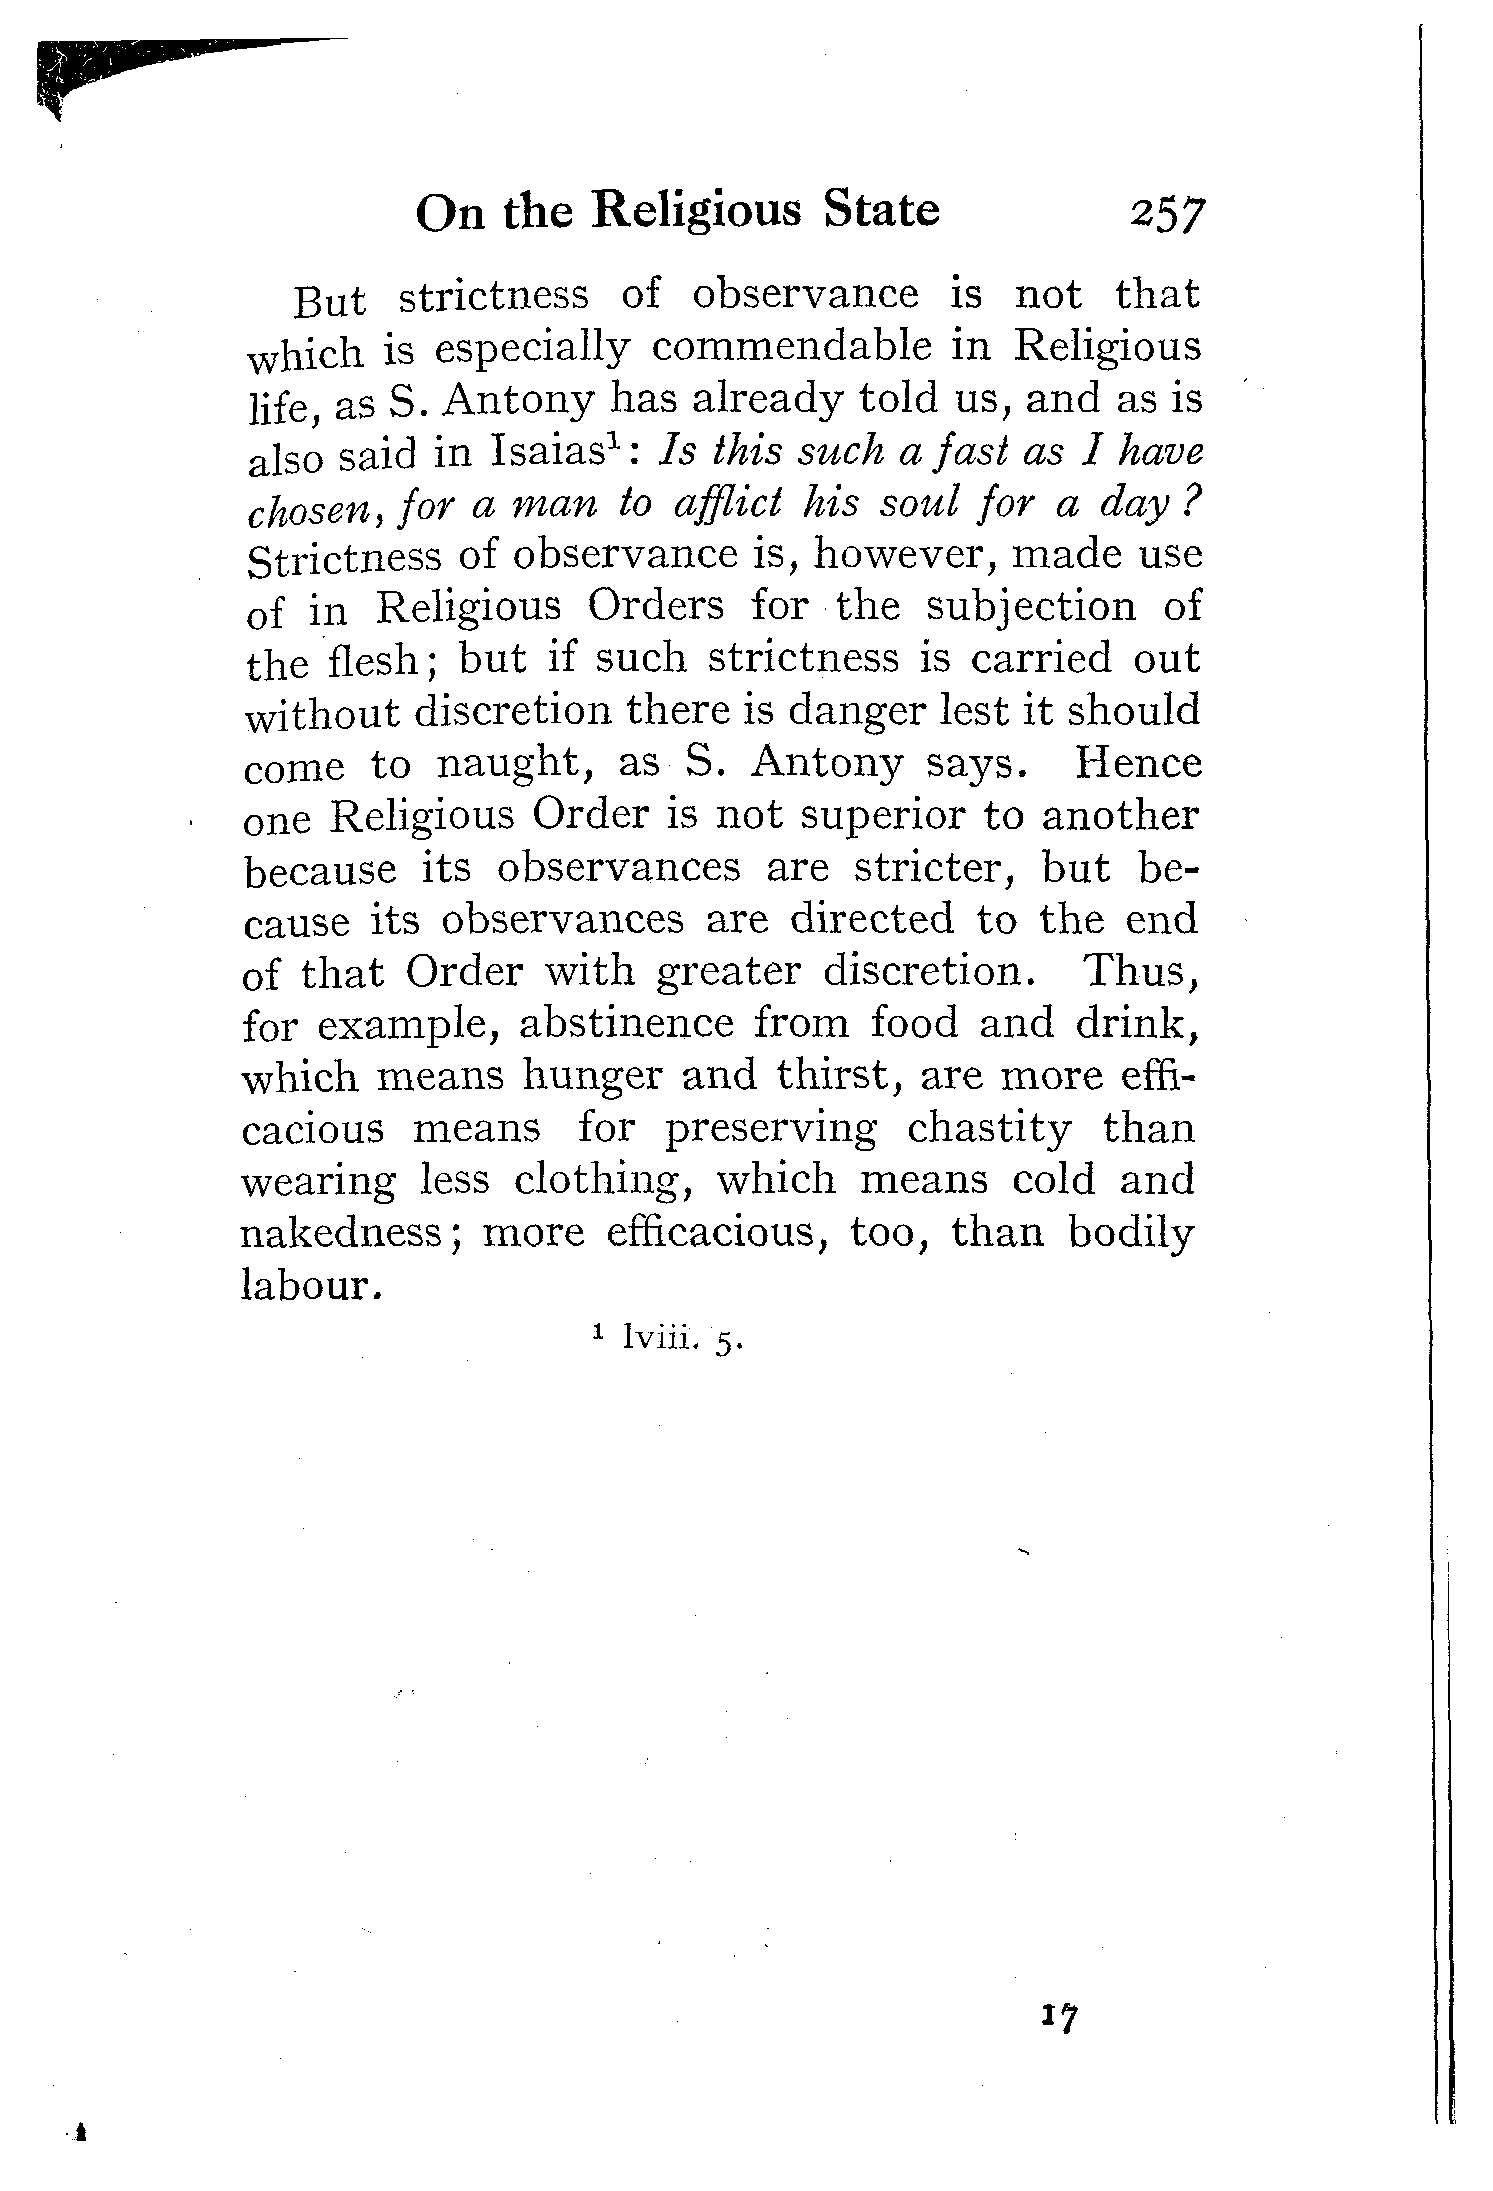 On the Religious State 257
But strictness of observance is not that
which is especially commendable in Religious
life, as S. Antony has already told us, and as is
also said in Isaias¹: Is this such a fast as I have
chosen, for a man to afflict his soul for a day ?
Strictness of observance is, however, made use
of in Religious Orders for the subjection of
the flesh; but if such strictness is carried out
without discretion there is danger lest it should
come to naught, as S. Antony says. Hence
one Religious Order is not superior to another
because its observances are stricter, but be-
cause its observances are directed to the end
of that Order with greater discretion. Thus,
for example, abstinence from food and drink,
which means hunger and thirst, are more effi-
cacious means for preserving chastity than
wearing less clothing, which means cold and
nakedness; more efficacious, too, than bodily
labour.
¹ lviii. 5.
17